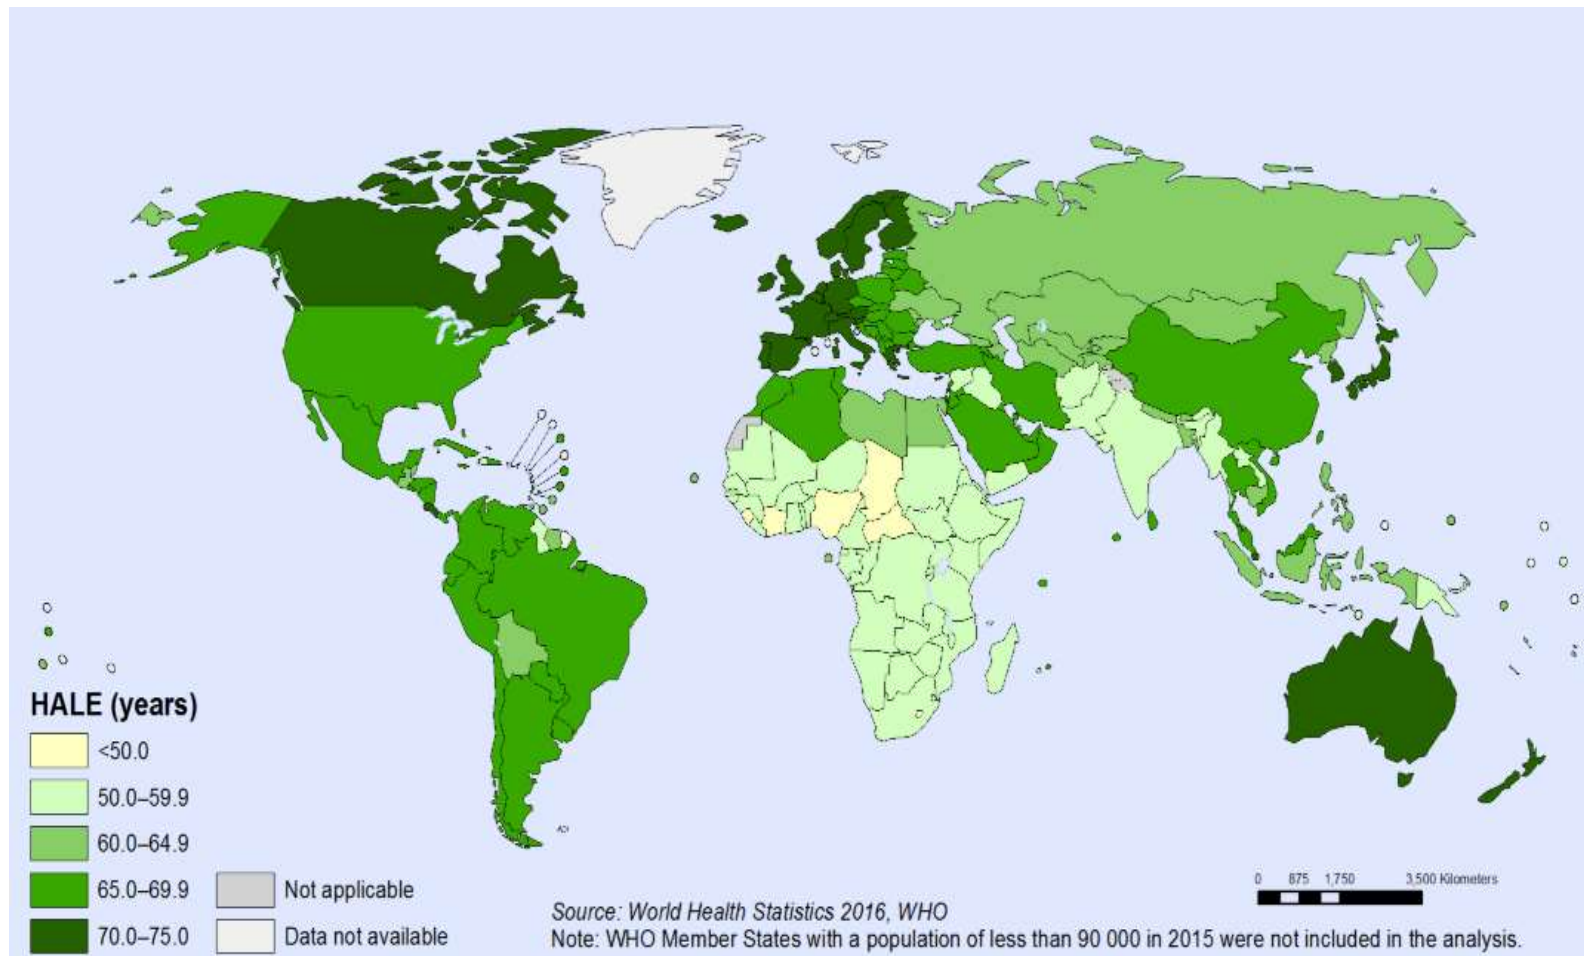 HALE (years)
<50.0
50.0–59.9
60.0–64.9
65.0–69.9
70.0–75.0
Not applicable
Data not available
0 875 1,750 3,500 Kilometers
Source: World Health Statistics 2016, WHO
Note: WHO Member States with a population of less than 90 000 in 2015 were not included in the analysis.